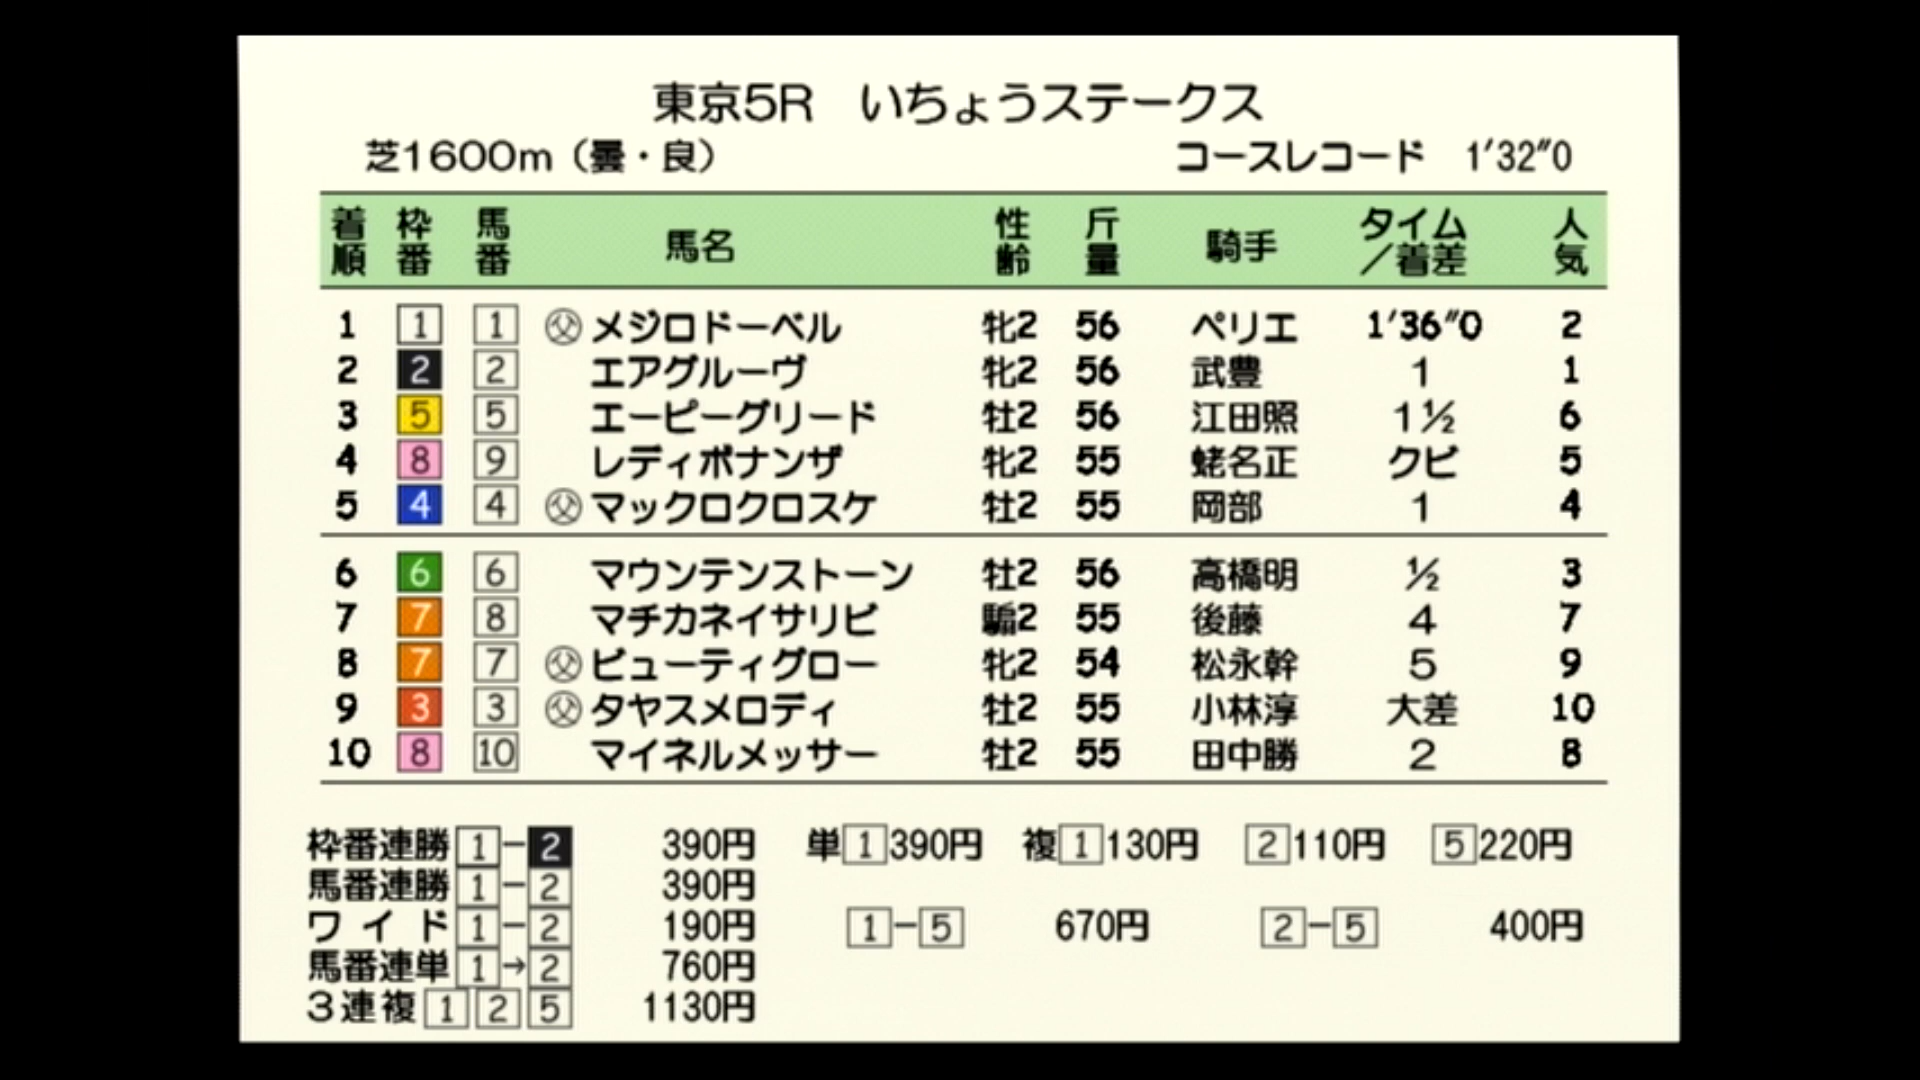 東京5R いちょうステークス
芝1600m（曇・良） コースレコード 1'32"0
着順 枠番 馬番 馬名 性齢 斤量 騎手 タイム／着差 人気
1 1 1 父 メジロドーベル 牝2 56 ペリエ 1'36"0 2
2 2 2 エアグルーヴ 牝2 56 武豊 1 1
3 5 5 エーピーグリード 牡2 56 江田照 1½ 6
4 8 9 レディボナンザ 牝2 55 蛯名正 クビ 5
5 4 4 父 マックロクロスケ 牡2 55 岡部 1 4
6 6 6 マウンテンストーン 牡2 56 高橋明 ½ 3
7 7 8 マチカネイサリビ 騸2 55 後藤 4 7
8 7 7 父 ビューティグロー 牝2 54 松永幹 5 9
9 3 3 父 タヤスメロディ 牡2 55 小林淳 大差 10
10 8 10 マイネルメッサー 牡2 55 田中勝 2 8
枠番連勝 1－2 390円 単 1 390円 複 1 130円 2 110円 5 220円
馬番連勝 1－2 390円
ワイド 1－2 190円 1－5 670円 2－5 400円
馬番連単 1→2 760円
3連複 1 2 5 1130円